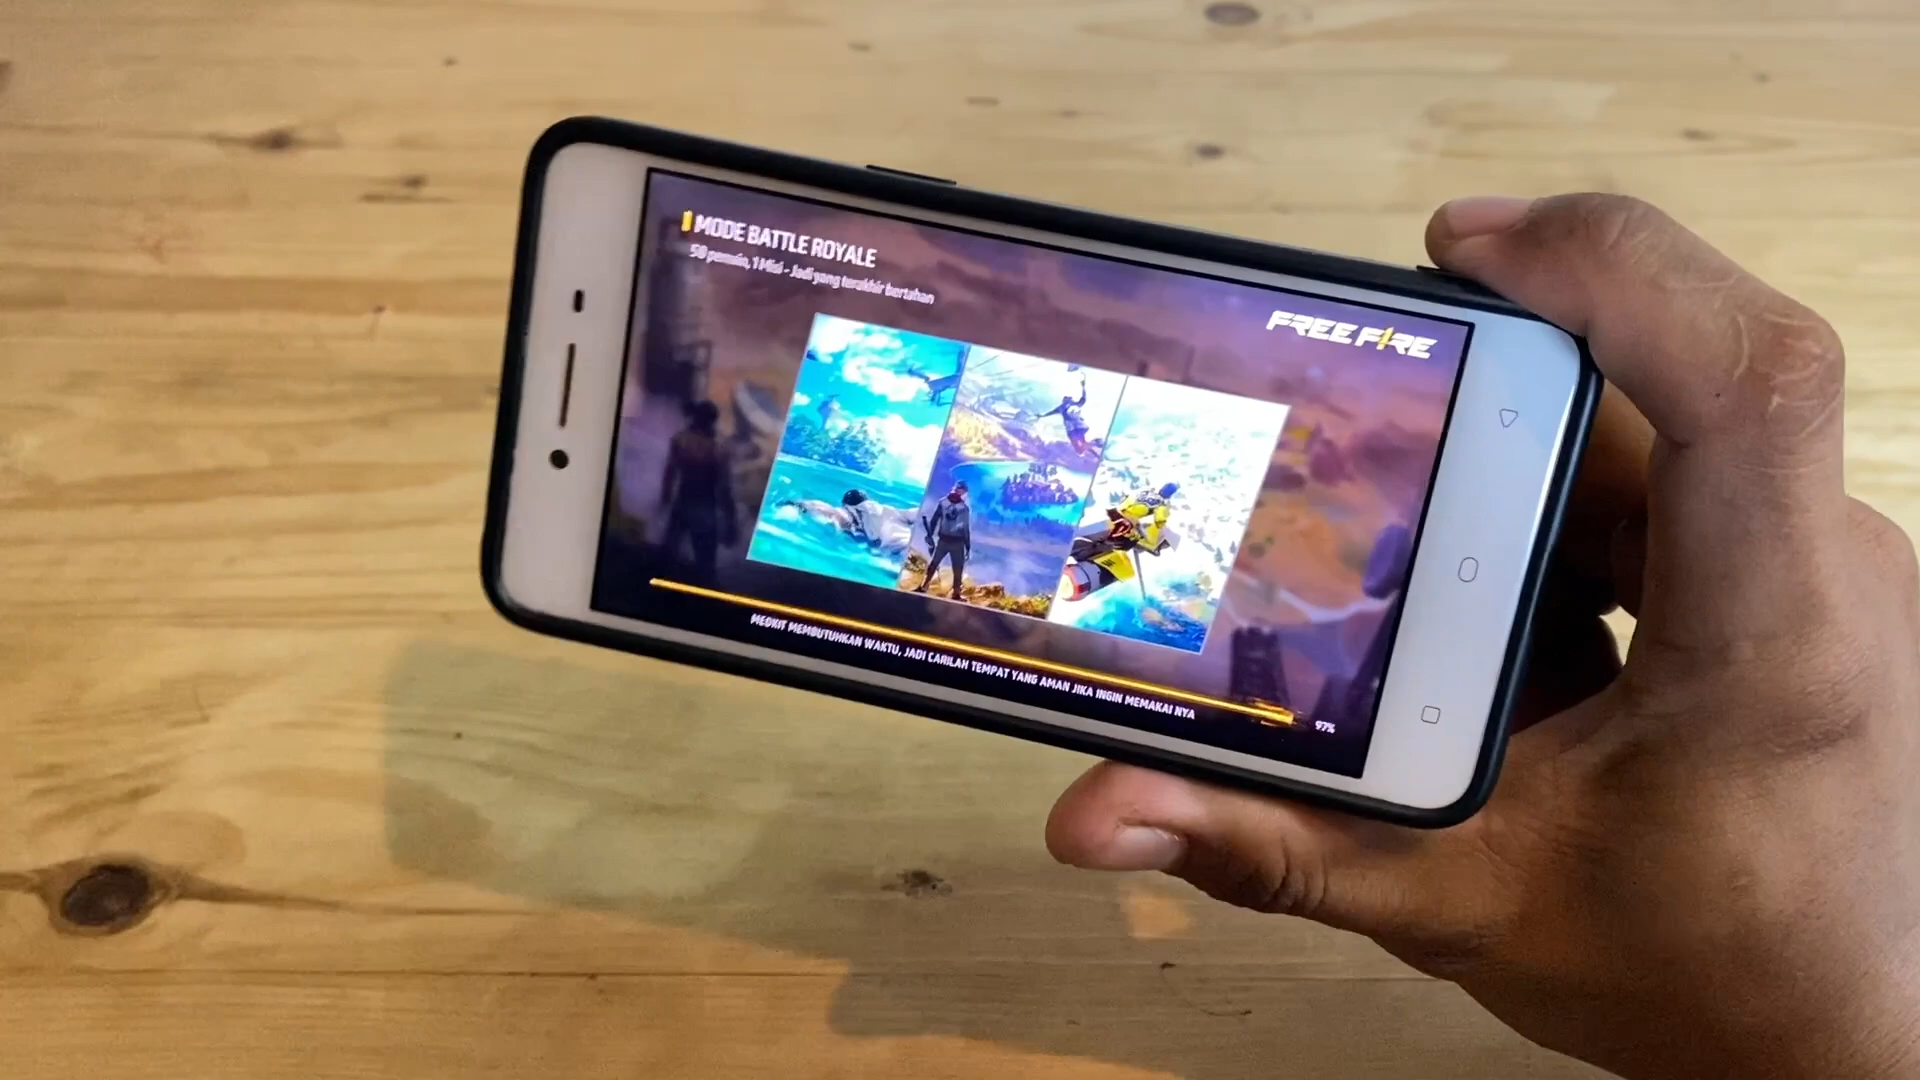 MODE BATTLE ROYALE
50 pemain, 1 Misi - Jadi yang terakhir bertahan
FREE FIRE
MEDKIT MEMBUTUHKAN WAKTU, JADI CARILAH TEMPAT YANG AMAN JIKA INGIN MEMAKAI NYA
97%